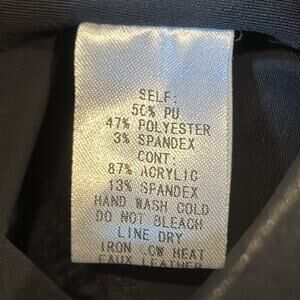 SELF:
50% PU
47% POLYESTER
3% SPANDEX
CONT:
87% ACRYLIC
13% SPANDEX
HAND WASH COLD
DO NOT BLEACH
LINE DRY
IRON LOW HEAT
FAUX LEATHER